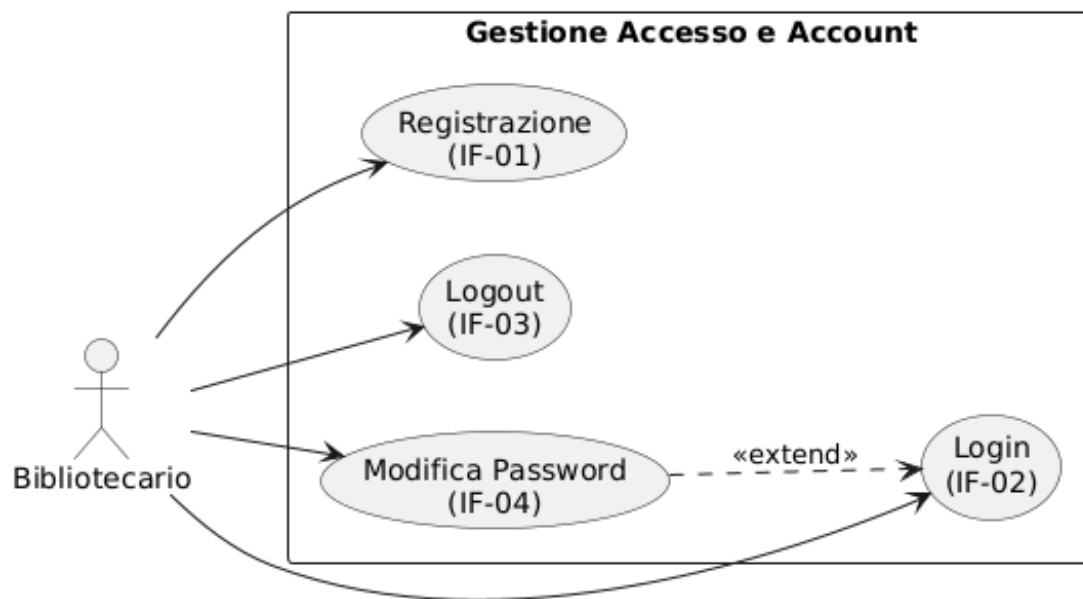 Gestione Accesso e Account
Registrazione
(IF-01)
Logout
(IF-03)
Bibliotecario
Modifica Password
(IF-04)
«extend»
Login
(IF-02)